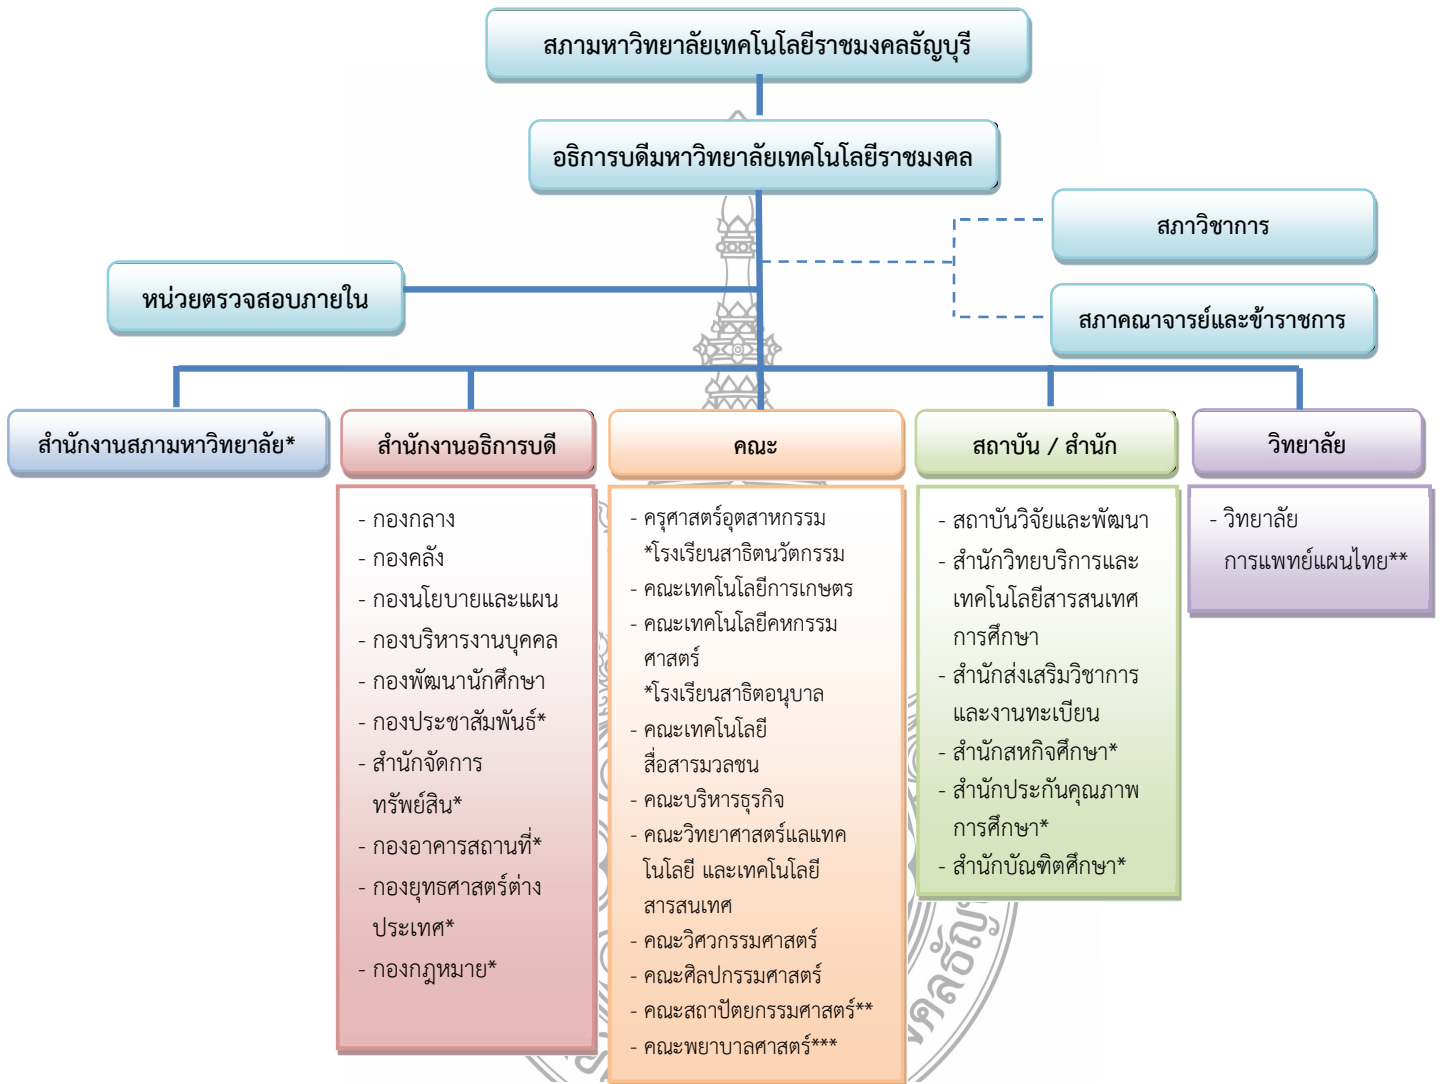 สภามหาวิทยาลัยเทคโนโลยีราชมงคลธัญบุรี
อธิการบดีมหาวิทยาลัยเทคโนโลยีราชมงคล
สภาวิชาการ
หน่วยตรวจสอบภายใน
สภาคณาจารย์และข้าราชการ
สำนักงานสภามหาวิทยาลัย*
สำนักงานอธิการบดี
- กองกลาง
- กองคลัง
- กองนโยบายและแผน
- กองบริหารงานบุคคล
- กองพัฒนานักศึกษา
- กองประชาสัมพันธ์*
- สำนักจัดการ
ทรัพย์สิน*
- กองอาคารสถานที่*
- กองยุทธศาสตร์ต่าง
ประเทศ*
- กองกฎหมาย*
คณะ
- ครุศาสตร์อุตสาหกรรม
*โรงเรียนสาธิตนวัตกรรม
- คณะเทคโนโลยีการเกษตร
- คณะเทคโนโลยีคหกรรม
ศาสตร์
*โรงเรียนสาธิตอนุบาล
- คณะเทคโนโลยี
สื่อสารมวลชน
- คณะบริหารธุรกิจ
- คณะวิทยาศาสตร์แลแทค
โนโลยี และเทคโนโลยี
สารสนเทศ
- คณะวิศวกรรมศาสตร์
- คณะศิลปกรรมศาสตร์
- คณะสถาปัตยกรรมศาสตร์**
- คณะพยาบาลศาสตร์***
สถาบัน / สำนัก
- สถาบันวิจัยและพัฒนา
- สำนักวิทยบริการและ
เทคโนโลยีสารสนเทศ
การศึกษา
- สำนักส่งเสริมวิชาการ
และงานทะเบียน
- สำนักสหกิจศึกษา*
- สำนักประกันคุณภาพ
การศึกษา*
- สำนักบัณฑิตศึกษา*
วิทยาลัย
- วิทยาลัย
การแพทย์แผนไทย**